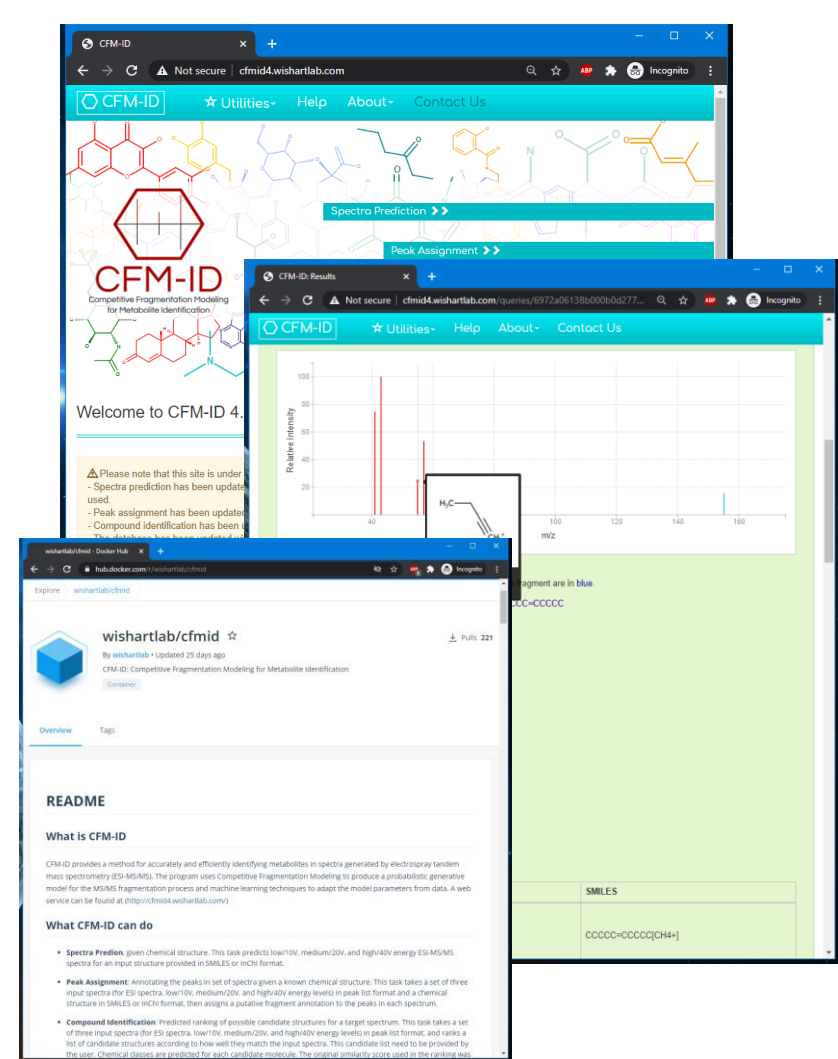 CFM-ID
Not secure | cfmid4.wishartlab.com
ABP
Incognito
CFM-ID
Utilities
Help
About
Contact Us
Spectra Prediction
Peak Assignment
CFM-ID
Competitive Fragmentation Modeling
for Metabolite Identification
Welcome to CFM-ID 4.
Please note that this site is under
- Spectra prediction has been update
used.
- Peak assignment has been updated
- Compound identification has been u
- The database has been updated wi
CFM-ID: Results
Not secure | cfmid4.wishartlab.com/queries/6972a06138b000b0d277...
ABP
Incognito
CFM-ID
Utilities
Help
About
Contact Us
Relative Intensity
100
80
60
40
20
40
100
120
140
160
m/z
H₃C
fragment are in blue.
CCC=CCCCC
SMILES
CCCCC=CCCCC[CH4+]
wishartlab/cfmid - Docker Hub
hub.docker.com/r/wishartlab/cfmid
Incognito
Explore
wishartlab/cfmid
wishartlab/cfmid
Pulls 221
By wishartlab • Updated 25 days ago
CFM-ID: Competitive Fragmentation Modeling for Metabolite Identification
Container
Overview
Tags
README
What is CFM-ID
CFM-ID provides a method for accurately and efficiently identifying metabolites in spectra generated by electrospray tandem
mass spectrometry (ESI-MS/MS). The program uses Competitive Fragmentation Modeling to produce a probabilistic generative
model for the MS/MS fragmentation process and machine learning techniques to adapt the model parameters from data. A web
service can be found at (http://cfmid4.wishartlab.com/)
What CFM-ID can do
• Spectra Predion, given chemical structure. This task predicts low/10V, medium/20V, and high/40V energy ESI-MS/MS
spectra for an input structure provided in SMILES or InChI format.
• Peak Assignment: Annotating the peaks in set of spectra given a known chemical structure. This task takes a set of three
input spectra (for ESI spectra, low/10V, medium/20V, and high/40V energy levels) in peak list format and a chemical
structure in SMILES or InChI format, then assigns a putative fragment annotation to the peaks in each spectrum.
• Compound Identification: Predicted ranking of possible candidate structures for a target spectrum. This task takes a set
of three input spectra (for ESI spectra, low/10V, medium/20V, and high/40V energy levels) in peak list format, and ranks a
list of candidate structures according to how well they match the input spectra. This candidate list need to be provided by
the user. Chemical classes are predicted for each candidate molecule. The original similarity score used in the ranking was